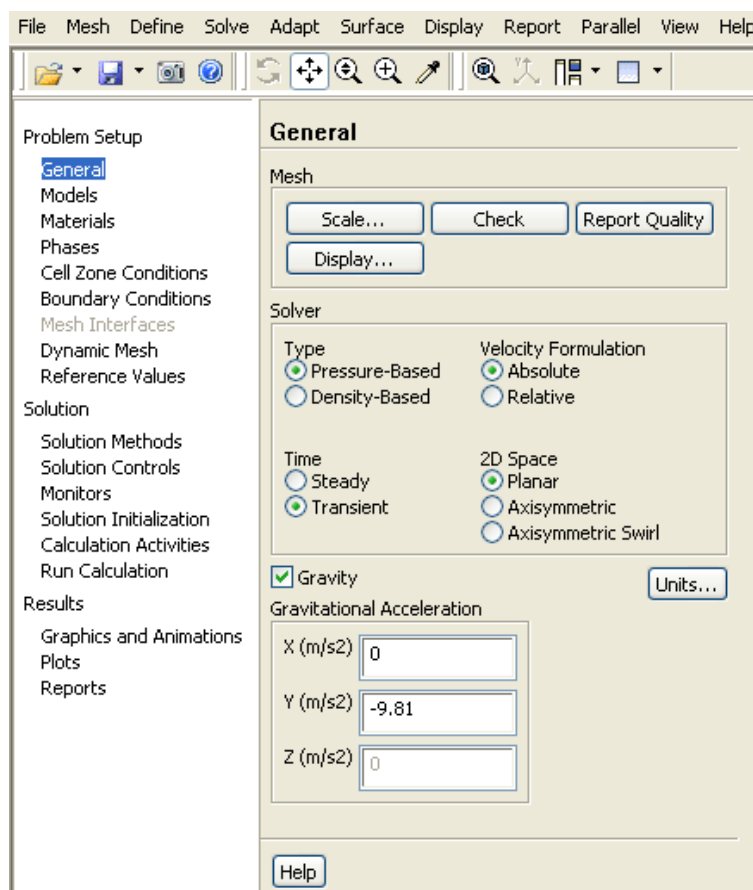 File Mesh Define Solve Adapt Surface Display Report Parallel View Help
Problem Setup
General
Models
Materials
Phases
Cell Zone Conditions
Boundary Conditions
Mesh Interfaces
Dynamic Mesh
Reference Values
Solution
Solution Methods
Solution Controls
Monitors
Solution Initialization
Calculation Activities
Run Calculation
Results
Graphics and Animations
Plots
Reports
General
Mesh
Scale... Check Report Quality
Display...
Solver
Type Velocity Formulation
Pressure-Based Absolute
Density-Based Relative
Time 2D Space
Steady Planar
Transient Axisymmetric
Axisymmetric Swirl
Gravity Units...
Gravitational Acceleration
X (m/s2) 0
Y (m/s2) -9.81
Z (m/s2) 0
Help